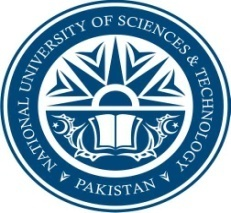 NATIONAL UNIVERSITY OF SCIENCES & TECHNOLOGY
PAKISTAN